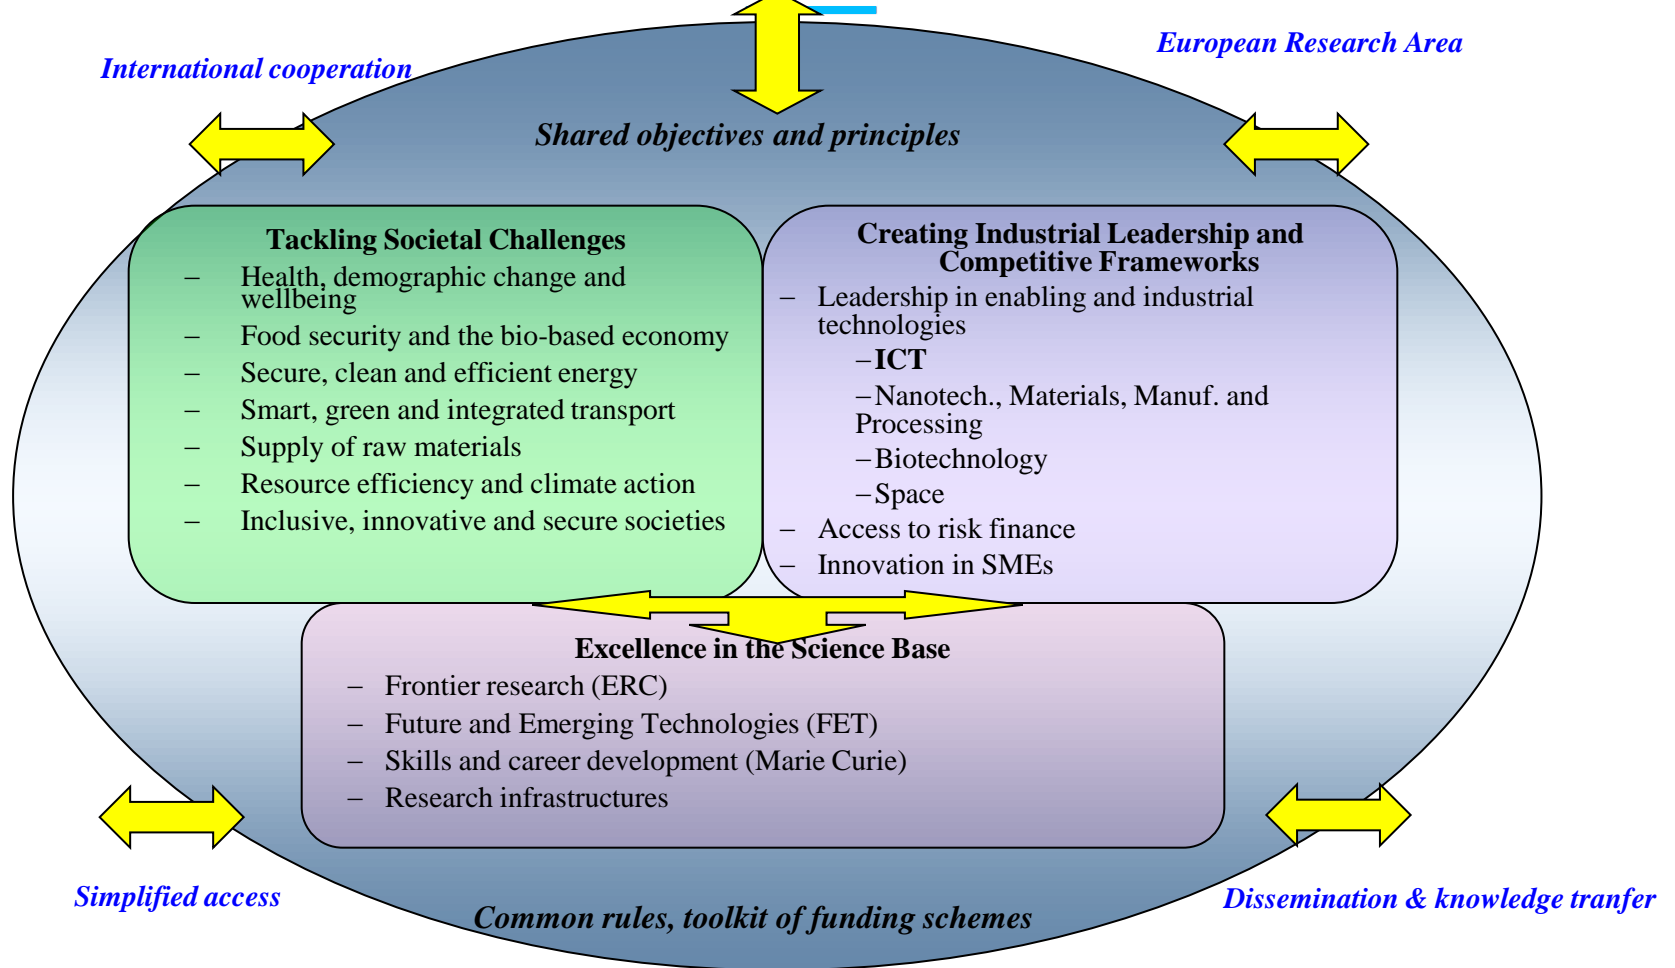 International cooperation
European Research Area
Shared objectives and principles
Tackling Societal Challenges
– Health, demographic change and
wellbeing
– Food security and the bio-based economy
– Secure, clean and efficient energy
– Smart, green and integrated transport
– Supply of raw materials
– Resource efficiency and climate action
– Inclusive, innovative and secure societies
Creating Industrial Leadership and
Competitive Frameworks
– Leadership in enabling and industrial
technologies
– ICT
– Nanotech., Materials, Manuf. and
Processing
– Biotechnology
– Space
– Access to risk finance
– Innovation in SMEs
Excellence in the Science Base
– Frontier research (ERC)
– Future and Emerging Technologies (FET)
– Skills and career development (Marie Curie)
– Research infrastructures
Simplified access
Common rules, toolkit of funding schemes
Dissemination & knowledge tranfer